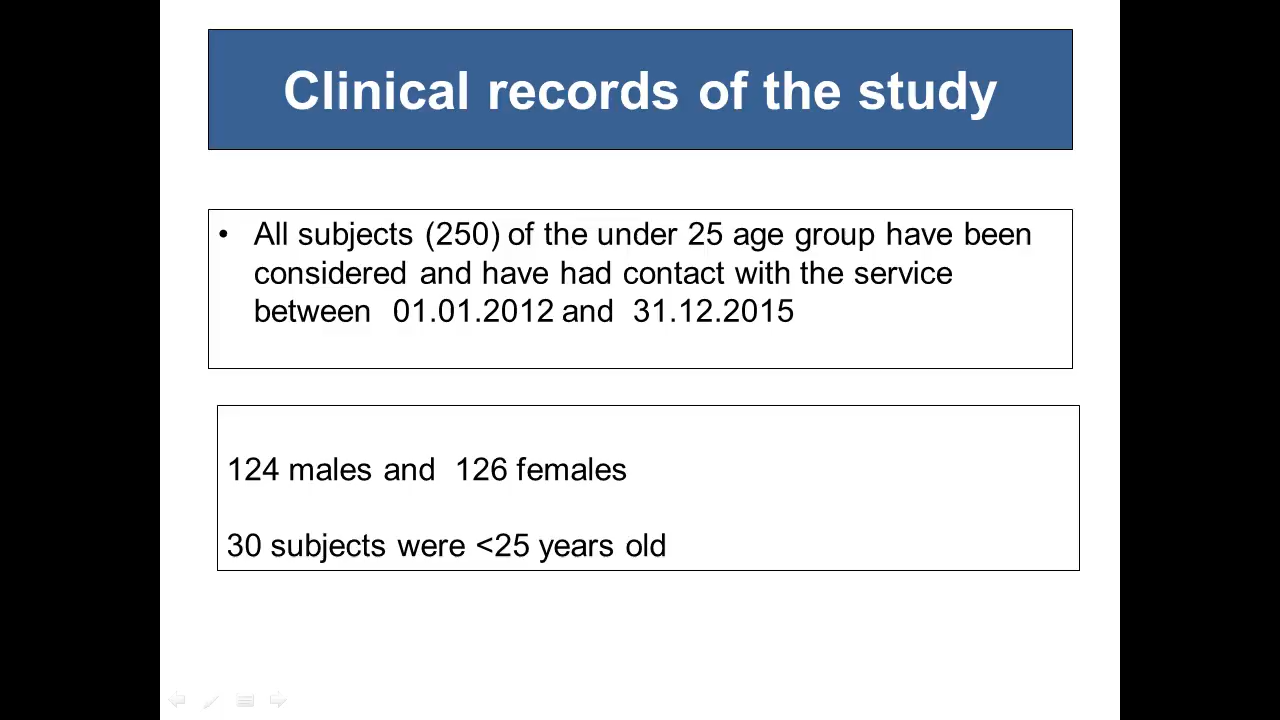 Clinical records of the study
• All subjects (250) of the under 25 age group have been
considered and have had contact with the service
between 01.01.2012 and 31.12.2015
124 males and 126 females
30 subjects were <25 years old